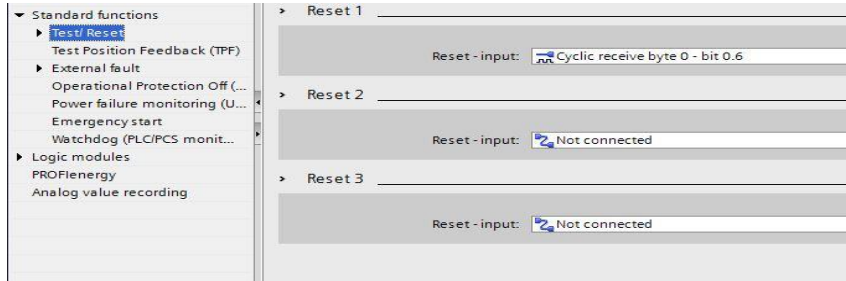 Standard functions
Test/ Reset
Test Position Feedback (TPF)
External fault
Operational Protection Off (...
Power failure monitoring (U...
Emergency start
Watchdog (PLC/PCS monit...
Logic modules
PROFIenergy
Analog value recording
Reset 1
Reset - input: Cyclic receive byte 0 - bit 0.6
Reset 2
Reset - input: Not connected
Reset 3
Reset - input: Not connected